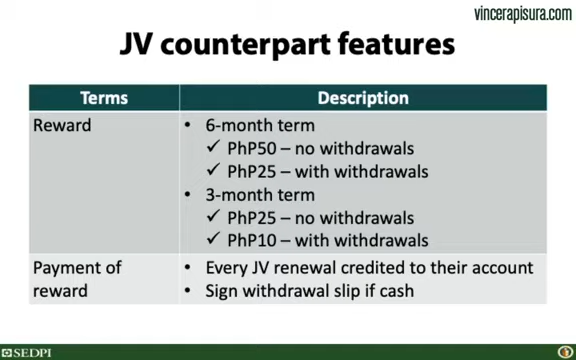 vincerapisura.com
JV counterpart features
Terms
Description
Reward
• 6-month term
✓ PhP50 – no withdrawals
✓ PhP25 – with withdrawals
• 3-month term
✓ PhP25 – no withdrawals
✓ PhP10 – with withdrawals
Payment of
reward
• Every JV renewal credited to their account
• Sign withdrawal slip if cash
SEDPI